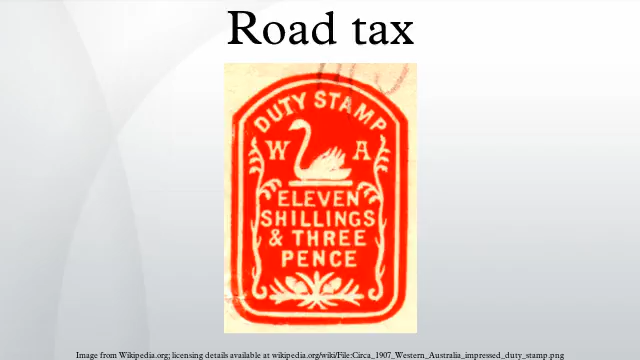 Road tax
DUTY STAMP
W A
ELEVEN
SHILLINGS
& THREE
PENCE
Image from Wikipedia.org; licensing details available at wikipedia.org/wiki/File:Circa_1907_Western_Australia_impressed_duty_stamp.png